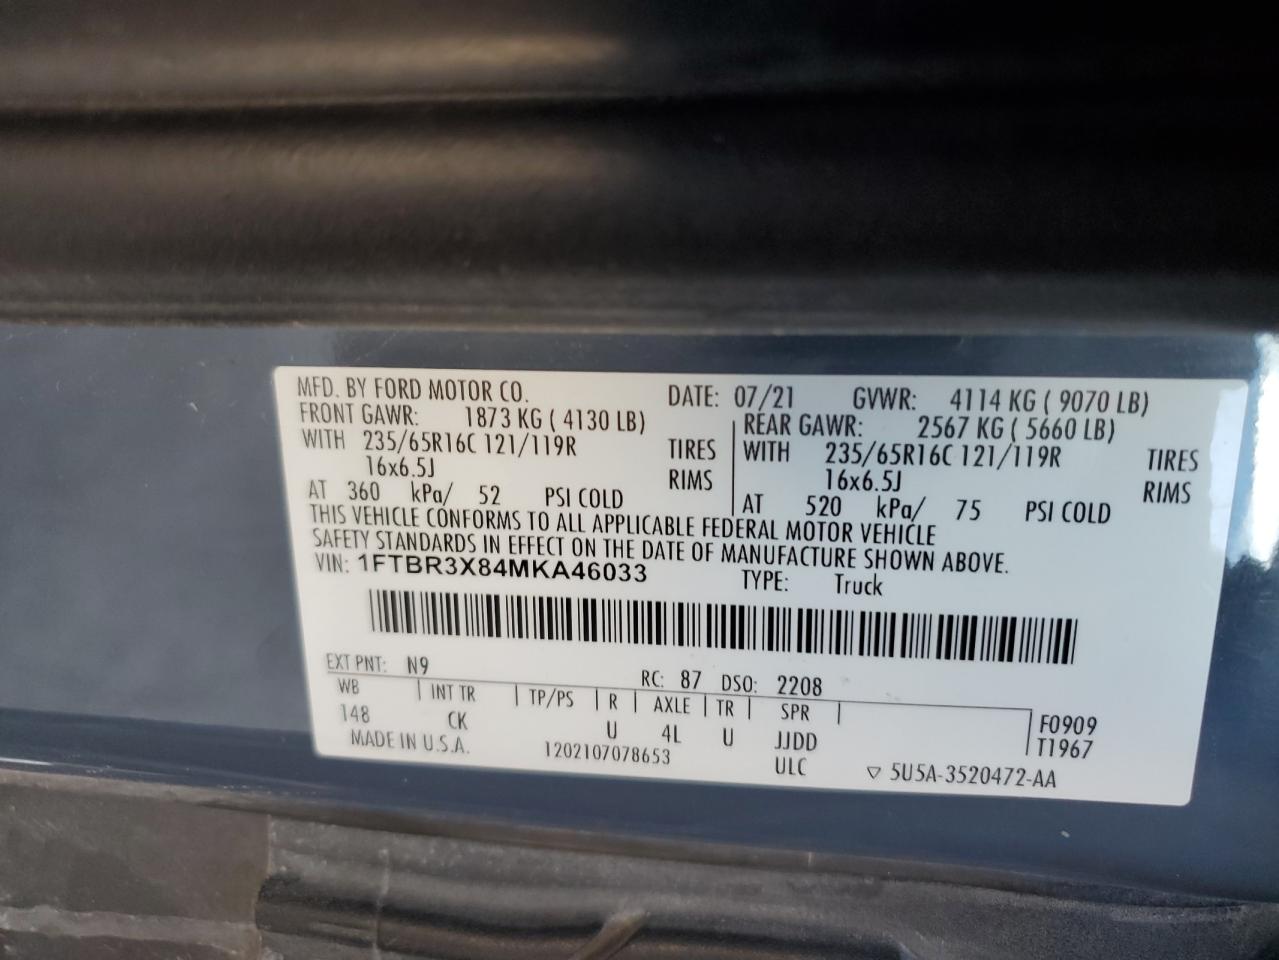 MFD. BY FORD MOTOR CO. DATE: 07/21 GVWR: 4114 KG ( 9070 LB)
FRONT GAWR: 1873 KG ( 4130 LB) REAR GAWR: 2567 KG ( 5660 LB)
WITH 235/65R16C 121/119R TIRES WITH 235/65R16C 121/119R TIRES
16x6.5J RIMS 16x6.5J RIMS
AT 360 kPa/ 52 PSI COLD AT 520 kPa/ 75 PSI COLD
THIS VEHICLE CONFORMS TO ALL APPLICABLE FEDERAL MOTOR VEHICLE
SAFETY STANDARDS IN EFFECT ON THE DATE OF MANUFACTURE SHOWN ABOVE.
VIN: 1FTBR3X84MKA46033 TYPE: Truck
EXT PNT: N9 RC: 87 DSO: 2208
WB | INT TR | TP/PS | R | AXLE | TR | SPR | F0909
148 CK U 4L U JJDD T1967
MADE IN U.S.A. 1202107078653 ULC ▽ 5U5A-3520472-AA